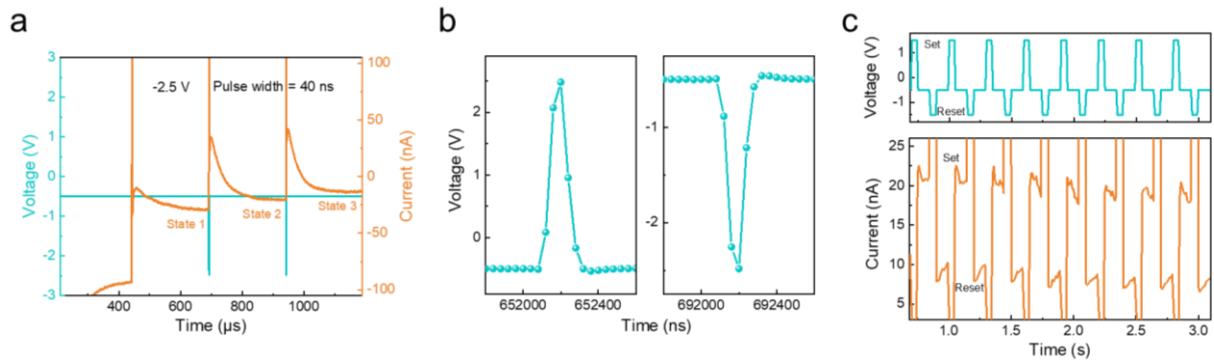 a
3
2
1
0
-1
-2
-3
Voltage (V)
-2.5 V Pulse width = 40 ns
State 1
State 2
State 3
100
50
0
-50
-100
Current (nA)
400 600 800 1000
Time (µs)
b
2
0
Voltage (V)
652000 652400
-1
-2
692000 692400
Time (ns)
c
1
0
-1
Voltage (V)
Set
Reset
25
20
15
10
5
Current (nA)
Set
Reset
1.0 1.5 2.0 2.5 3.0
Time (s)